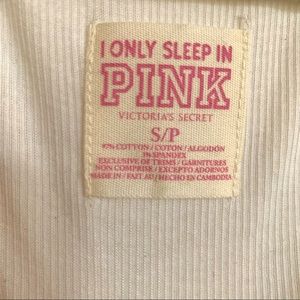 I ONLY SLEEP IN
PINK
VICTORIA'S SECRET
S/P
97% COTTON / COTON / ALGODÓN
3% SPANDEX
EXCLUSIVE OF TRIMS / GARNITURES
NON COMPRISE / EXCEPTO ADORNOS
MADE IN / FAIT AU / HECHO EN CAMBODIA